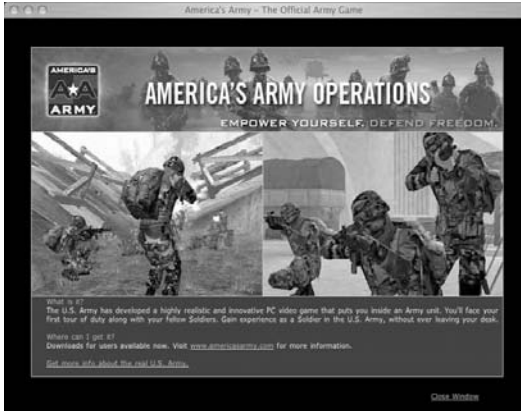 America's Army – The Official Army Game
AMERICA'S
AA
ARMY
AMERICA'S ARMY OPERATIONS
EMPOWER YOURSELF. DEFEND FREEDOM.
What is it?
The U.S. Army has developed a highly realistic and innovative PC video game that puts you inside an Army unit. You'll face your
first tour of duty along with your fellow Soldiers. Gain experience as a Soldier in the U.S. Army, without ever leaving your desk.
Where can I get it?
Downloads for users available now. Visit www.americasarmy.com for more information.
Get more info about the real U.S. Army.
Close Window